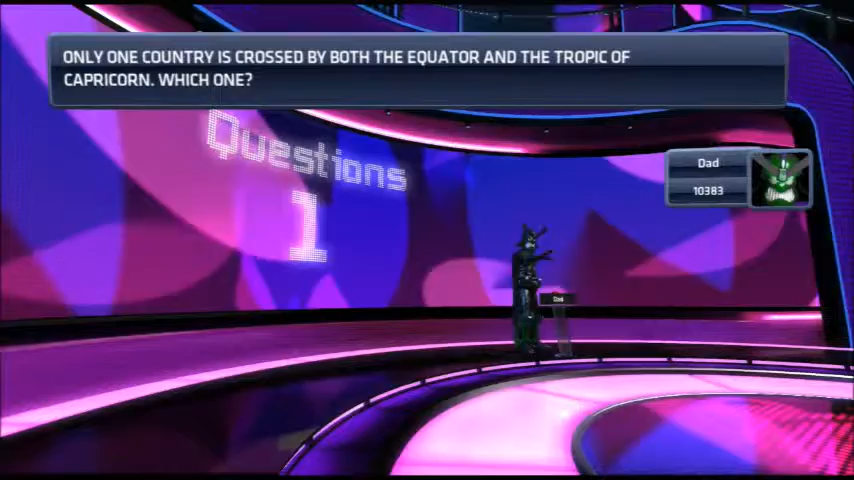 ONLY ONE COUNTRY IS CROSSED BY BOTH THE EQUATOR AND THE TROPIC OF
CAPRICORN. WHICH ONE?
Questions
1
Dad
10383
Dad